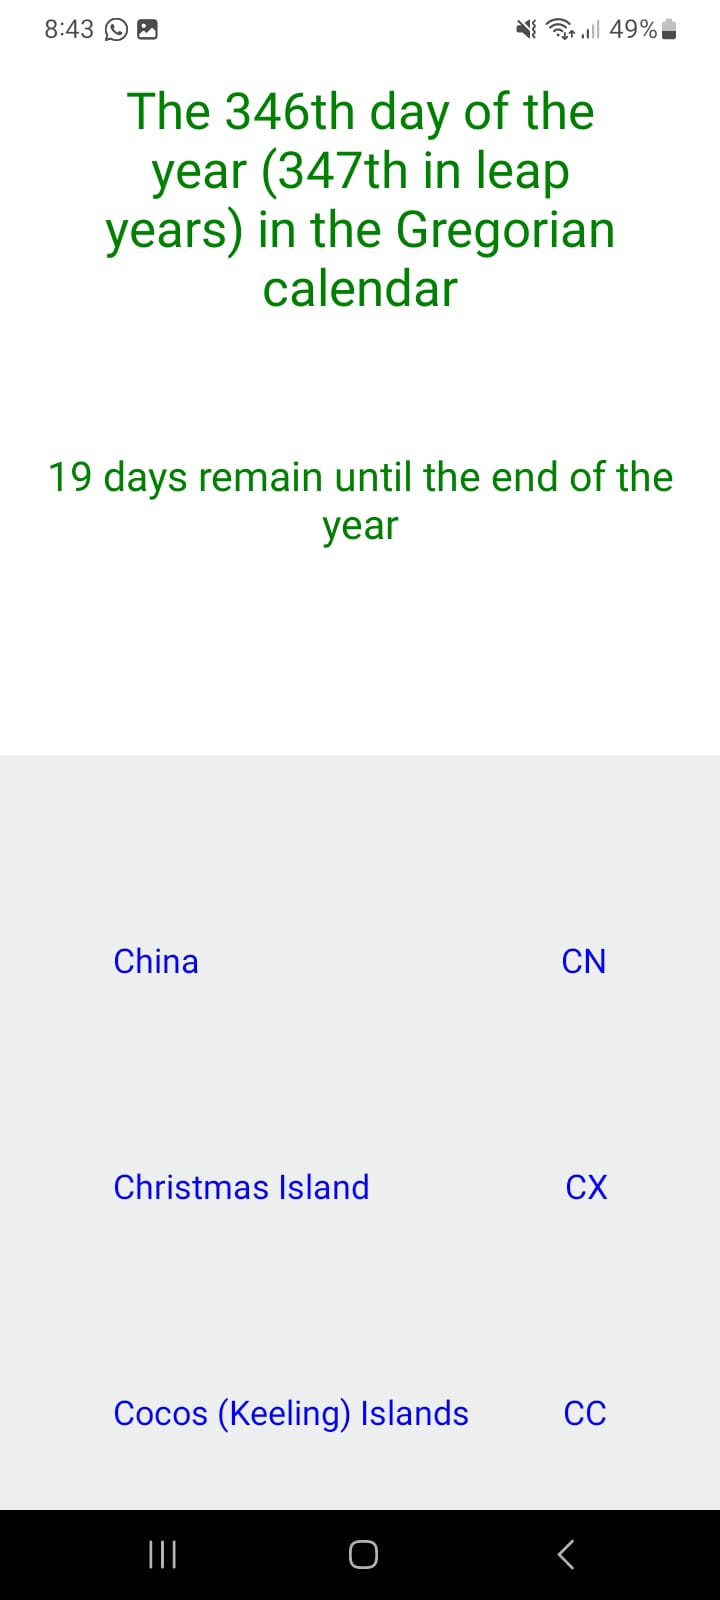 8:43 49%
The 346th day of the
year (347th in leap
years) in the Gregorian
calendar
19 days remain until the end of the
year
China CN
Christmas Island CX
Cocos (Keeling) Islands CC